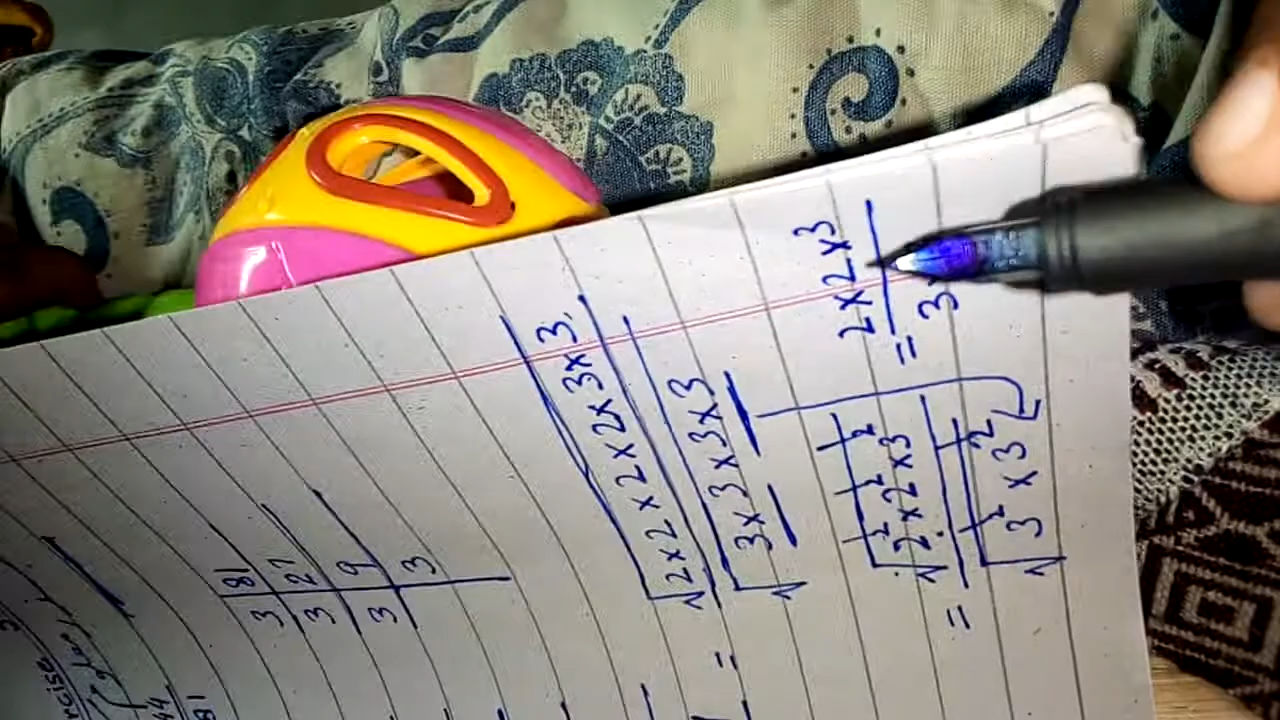 3 | 81
3 | 27
3 | 9
3
√2×2×2×2×3×3
= √3×3×3×3
√2²×2²×3²
= √3²×3²
2×2×3
= 3